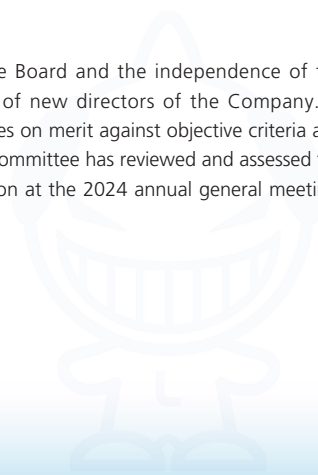 e Board and the independence of
of new directors of the Company.
es on merit against objective criteria a
ommittee has reviewed and assessed
on at the 2024 annual general meeti